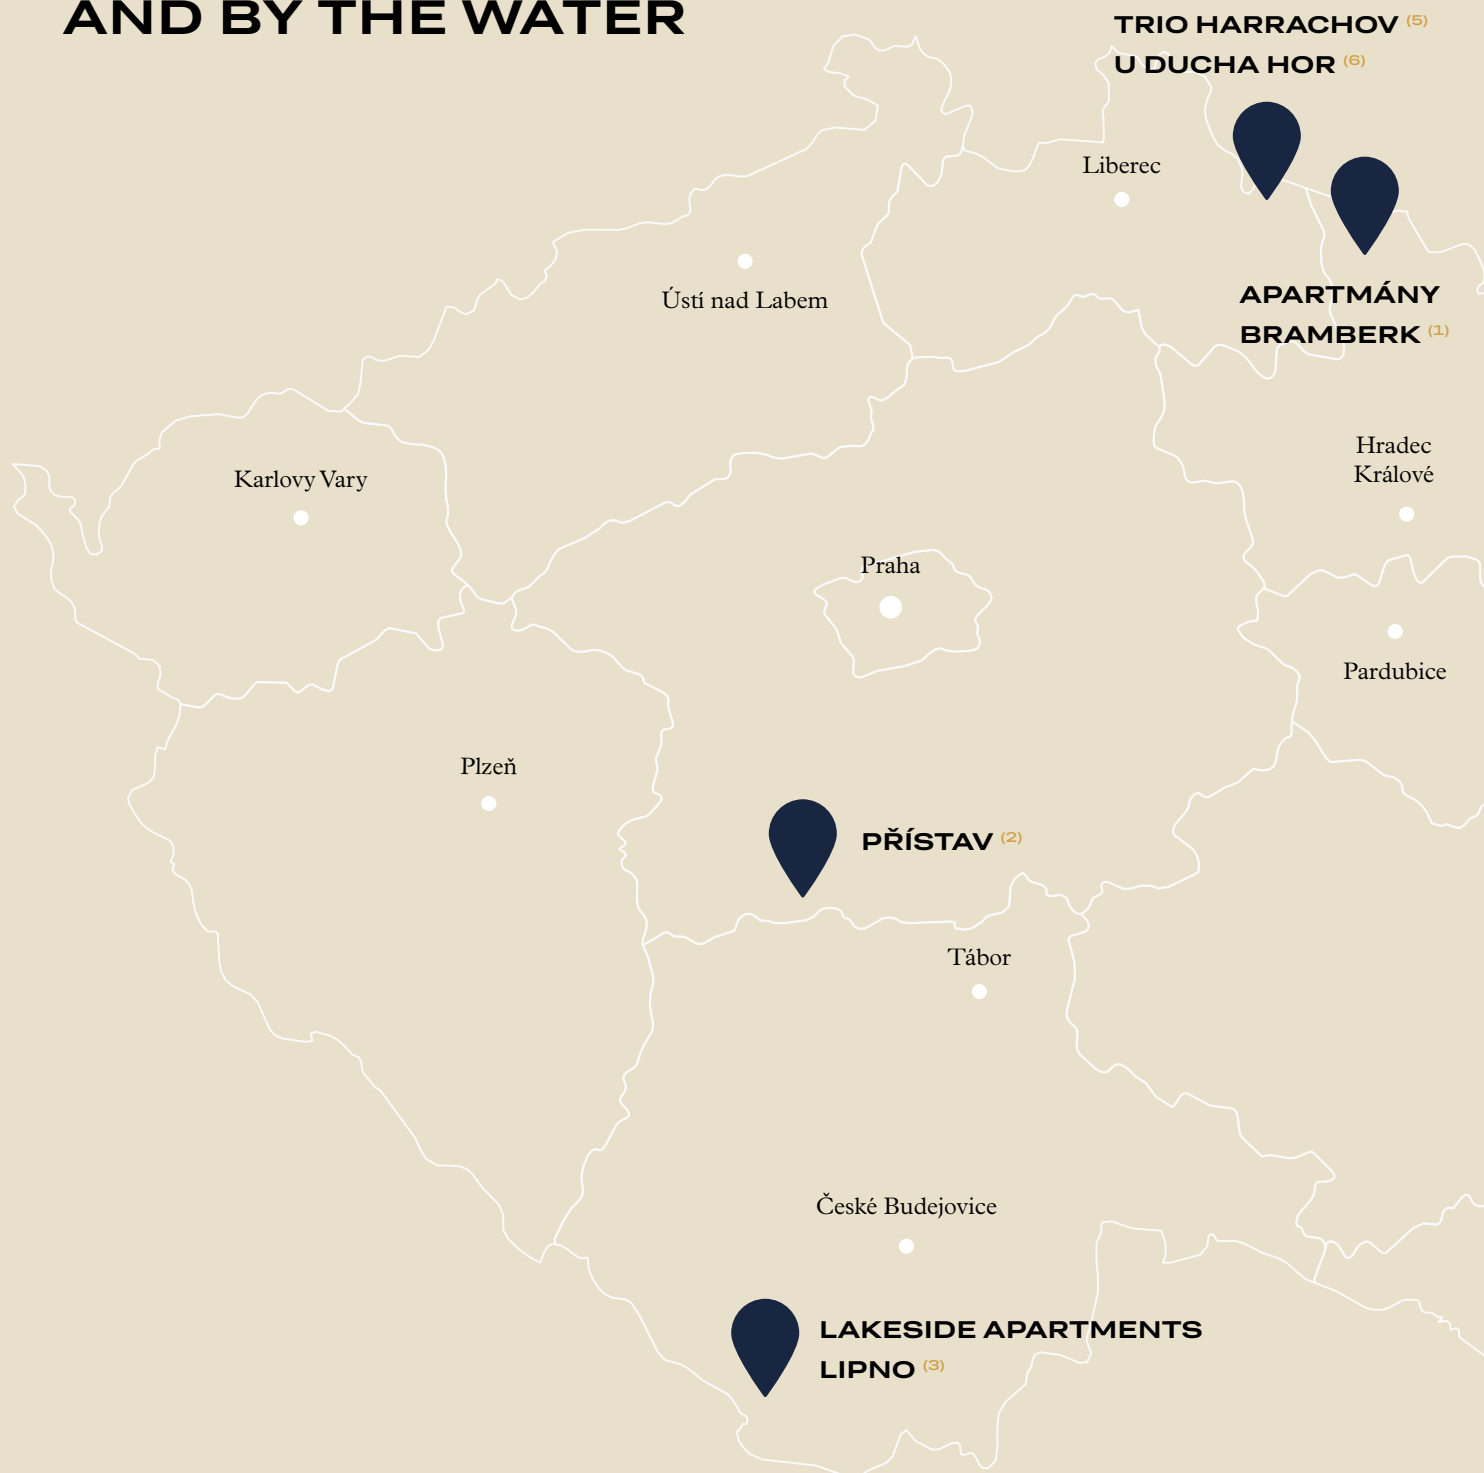 AND BY THE WATER
TRIO HARRACHOV (5)
U DUCHA HOR (6)
Liberec
Ústí nad Labem
APARTMÁNY
BRAMBERK (1)
Karlovy Vary
Hradec
Králové
Praha
Pardubice
Plzeň
PŘÍSTAV (2)
Tábor
České Budejovice
LAKESIDE APARTMENTS
LIPNO (3)